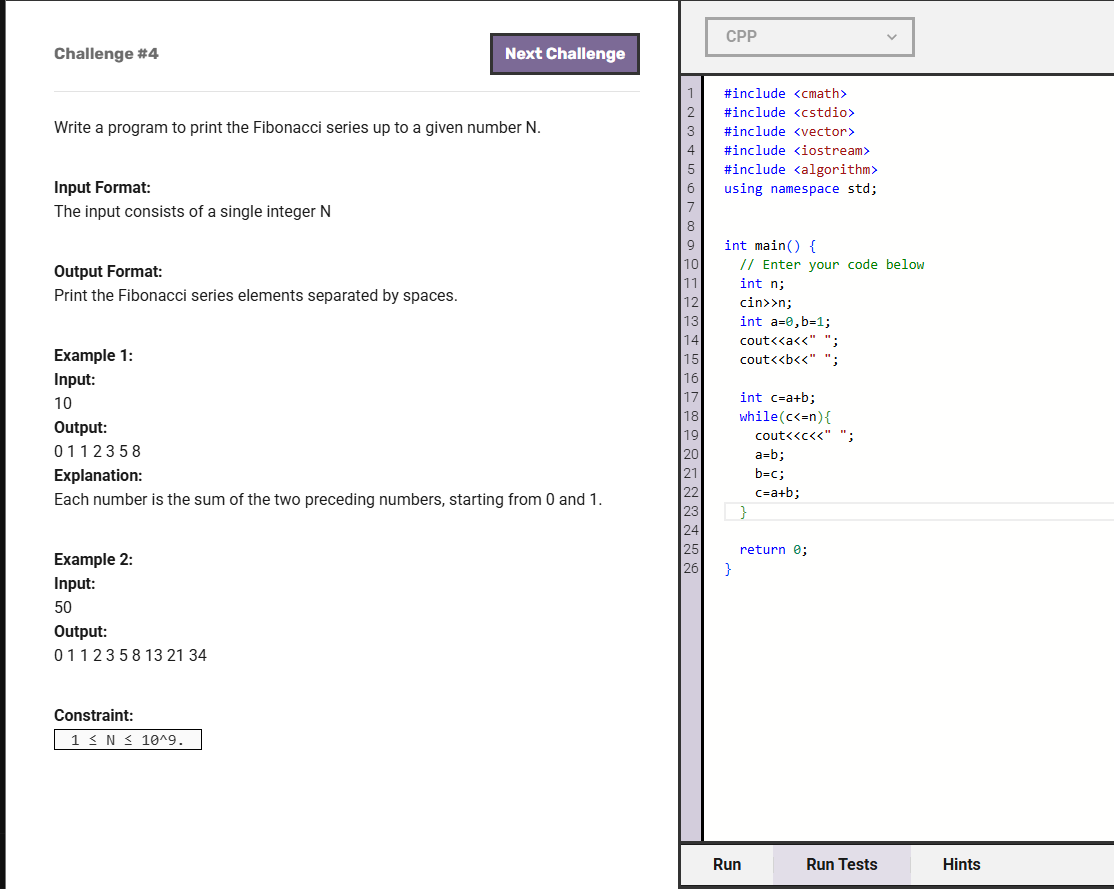 Challenge #4
Next Challenge
Write a program to print the Fibonacci series up to a given number N.
Input Format:
The input consists of a single integer N
Output Format:
Print the Fibonacci series elements separated by spaces.
Example 1:
Input:
10
Output:
0 1 1 2 3 5 8
Explanation:
Each number is the sum of the two preceding numbers, starting from 0 and 1.
Example 2:
Input:
50
Output:
0 1 1 2 3 5 8 13 21 34
Constraint:
1 ≤ N ≤ 10^9.
CPP
1 #include <cmath>
2 #include <cstdio>
3 #include <vector>
4 #include <iostream>
5 #include <algorithm>
6 using namespace std;
7
8
9 int main() {
10 // Enter your code below
11 int n;
12 cin>>n;
13 int a=0,b=1;
14 cout<<a<<" ";
15 cout<<b<<" ";
16
17 int c=a+b;
18 while(c<=n){
19 cout<<c<<" ";
20 a=b;
21 b=c;
22 c=a+b;
23 }
24
25 return 0;
26 }
Run
Run Tests
Hints